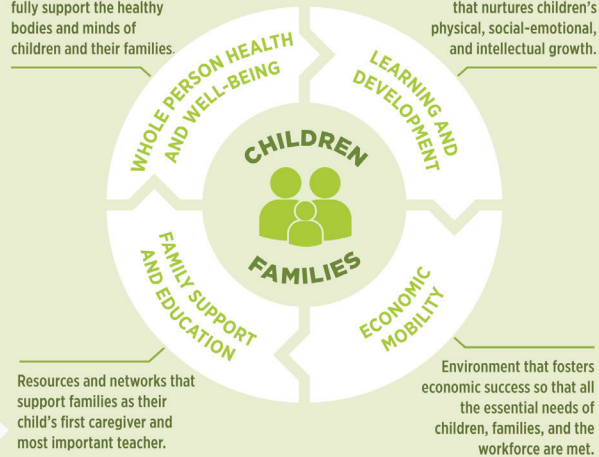 fully support the healthy
bodies and minds of
children and their families.
that nurtures children's
physical, social-emotional,
and intellectual growth.
WHOLE PERSON HEALTH
AND WELL-BEING
LEARNING AND
DEVELOPMENT
CHILDREN
FAMILIES
FAMILY SUPPORT
AND EDUCATION
ECONOMIC
MOBILITY
Resources and networks that
support families as their
child's first caregiver and
most important teacher.
Environment that fosters
economic success so that all
the essential needs of
children, families, and the
workforce are met.